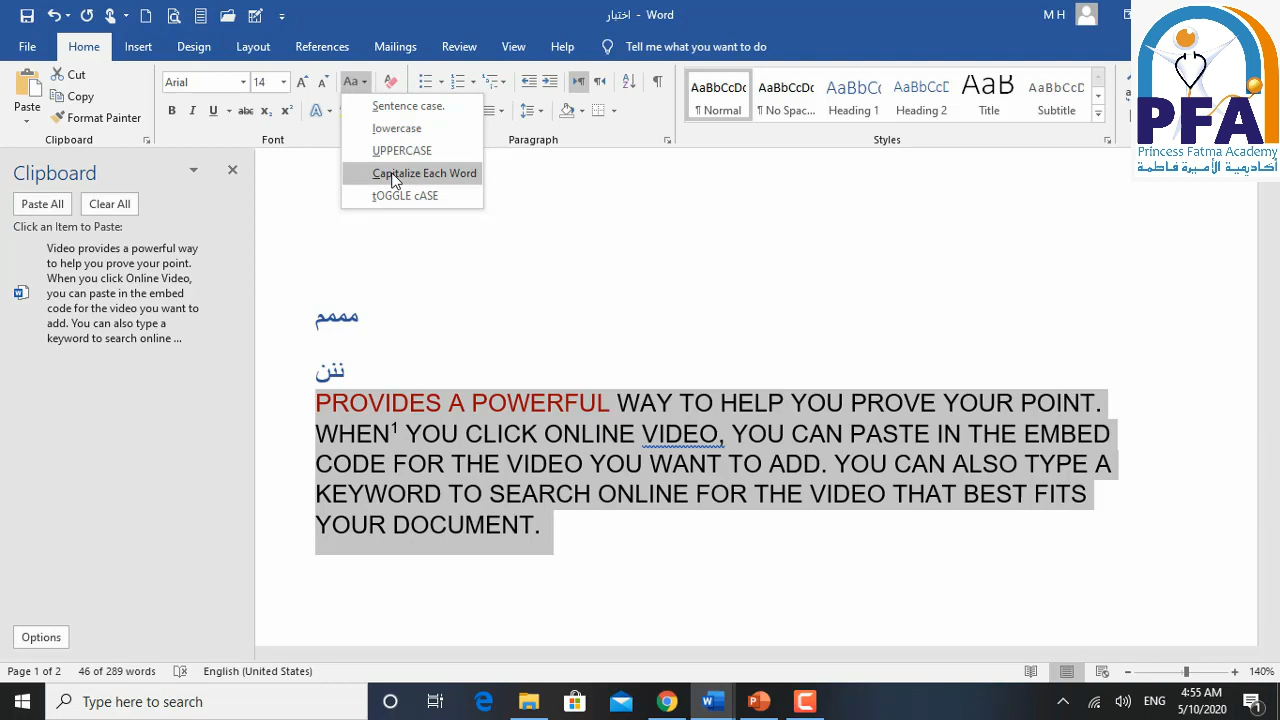 اختبار - Word
M H
File Home Insert Design Layout References Mailings Review View Help Tell me what you want to do
Paste
Cut
Copy
Format Painter
Clipboard
Arial 14 Aa
B I U abc x₂ x² A
Font
Paragraph
AaBbCcDc AaBbCcDc AaBbCc AaBbCcC AaB AaBbCcC
¶ Normal ¶ No Spac... Heading 1 Heading 2 Title Subtitle
Styles
PFA
Princess Fatma Academy
أكاديمية الأميرة فاطمة
Sentence case.
lowercase
UPPERCASE
Capitalize Each Word
tOGGLE cASE
Clipboard
Paste All Clear All
Click an Item to Paste:
Video provides a powerful way
to help you prove your point.
When you click Online Video,
you can paste in the embed
code for the video you want to
add. You can also type a
keyword to search online ...
Options
مممم
ننن
PROVIDES A POWERFUL WAY TO HELP YOU PROVE YOUR POINT.
WHEN¹ YOU CLICK ONLINE VIDEO, YOU CAN PASTE IN THE EMBED
CODE FOR THE VIDEO YOU WANT TO ADD. YOU CAN ALSO TYPE A
KEYWORD TO SEARCH ONLINE FOR THE VIDEO THAT BEST FITS
YOUR DOCUMENT.
Page 1 of 2 46 of 289 words English (United States) 140%
Type here to search
ENG
4:55 AM
5/10/2020
1